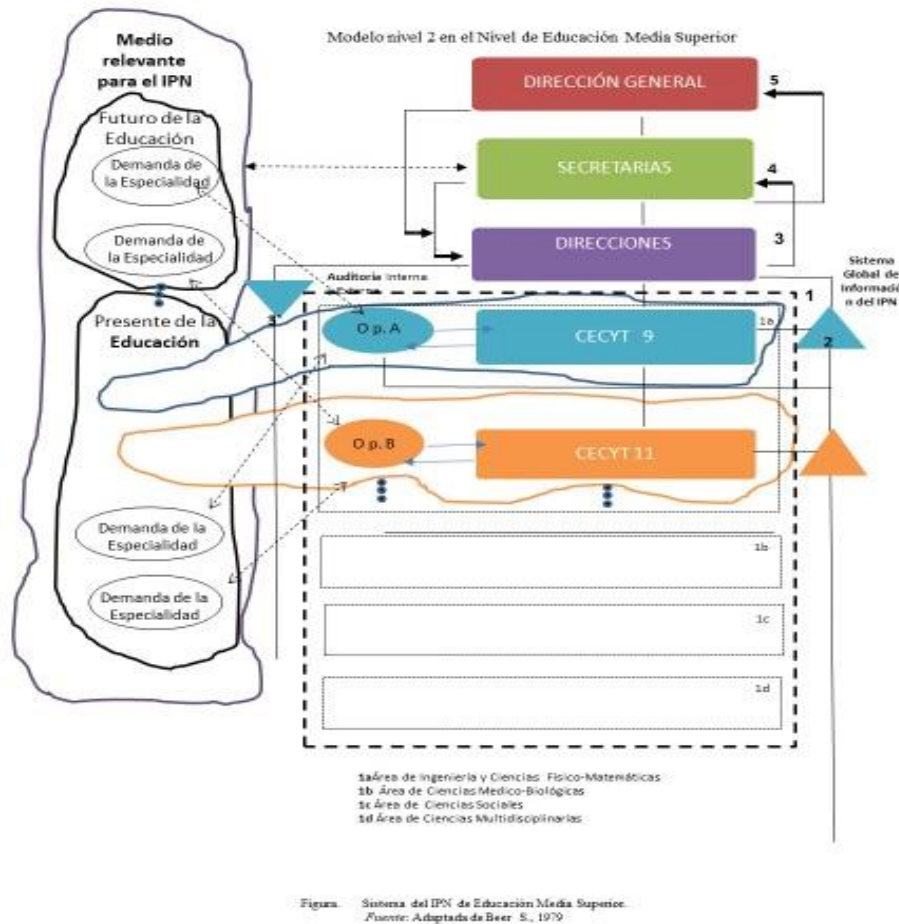 Modelo nivel 2 en el Nivel de Educación Media Superior
Medio
relevante
para el IPN
Futuro de la
Educación
Demanda de
la Especialidad
Demanda de
la Especialidad
Presente de la
Educación
Demanda de la
Especialidad
Demanda de la
Especialidad
DIRECCIÓN GENERAL
5
SECRETARIAS
4
DIRECCIONES
3
Auditoría Interna
Sistema
Global de
Informació
n del IPN
1
O p. A
CECYT 9
1a
2
O p. B
CECYT 11
1b
1c
1d
1a Área de Ingeniería y Ciencias Físico-Matemáticas
1b Área de Ciencias Medico-Biológicas
1c Área de Ciencias Sociales
1d Área de Ciencias Multidisciplinarias
Figura. Sistema del IPN de Educación Media Superior.
Fuente: Adaptada de Beer S., 1979